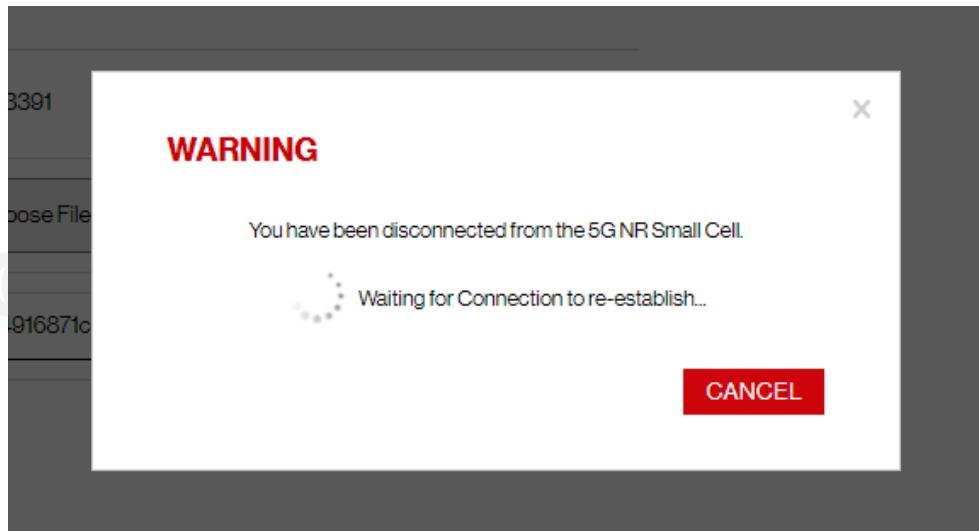 3391
WARNING
You have been disconnected from the 5G NR Small Cell.
oose File
Waiting for Connection to re-establish...
4916871c
CANCEL